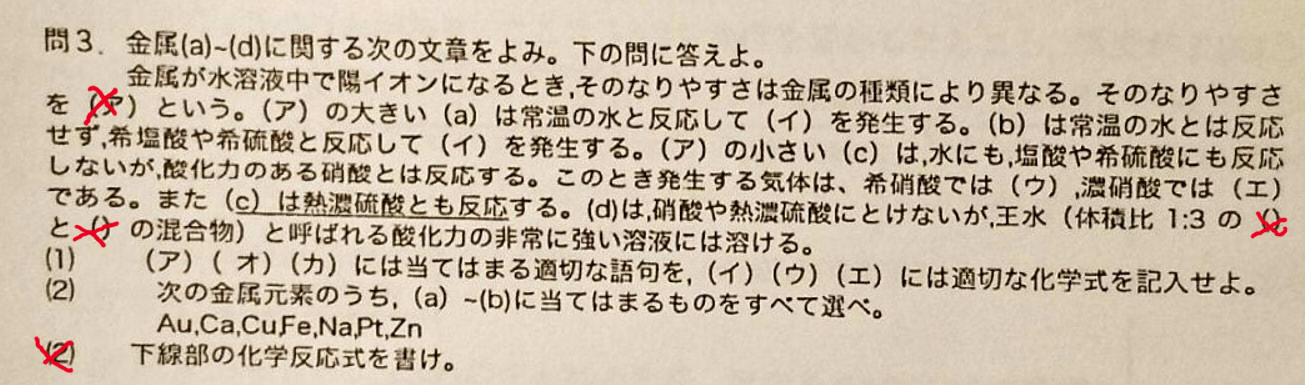 問3. 金属(a)~(d)に関する次の文章をよみ。下の問に答えよ。
金属が水溶液中で陽イオンになるとき,そのなりやすさは金属の種類により異なる。そのなりやすさ
を(ア)という。(ア)の大きい(a)は常温の水と反応して(イ)を発生する。(b)は常温の水とは反応
せず,希塩酸や希硫酸と反応して(イ)を発生する。(ア)の小さい(c)は,水にも,塩酸や希硫酸にも反応
しないが,酸化力のある硝酸とは反応する。このとき発生する気体は、希硝酸では(ウ),濃硝酸では(エ)
である。また(c)は熱濃硫酸とも反応する。(d)は,硝酸や熱濃硫酸にとけないが,王水(体積比 1:3 の ()
と () の混合物)と呼ばれる酸化力の非常に強い溶液には溶ける。
(1) (ア)( オ)(カ)には当てはまる適切な語句を,(イ)(ウ)(エ)には適切な化学式を記入せよ。
(2) 次の金属元素のうち,(a)~(b)に当てはまるものをすべて選べ。
Au,Ca,Cu,Fe,Na,Pt,Zn
(2) 下線部の化学反応式を書け。